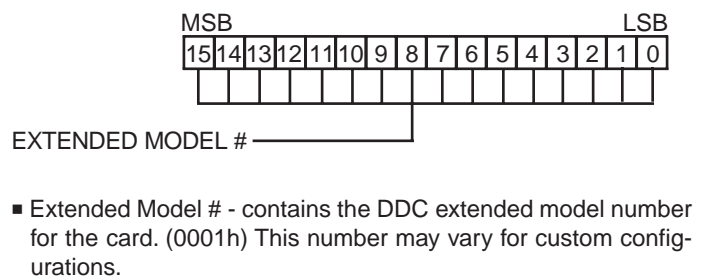 MSB LSB
15 14 13 12 11 10 9 8 7 6 5 4 3 2 1 0
EXTENDED MODEL #
■ Extended Model # - contains the DDC extended model number
for the card. (0001h) This number may vary for custom config-
urations.